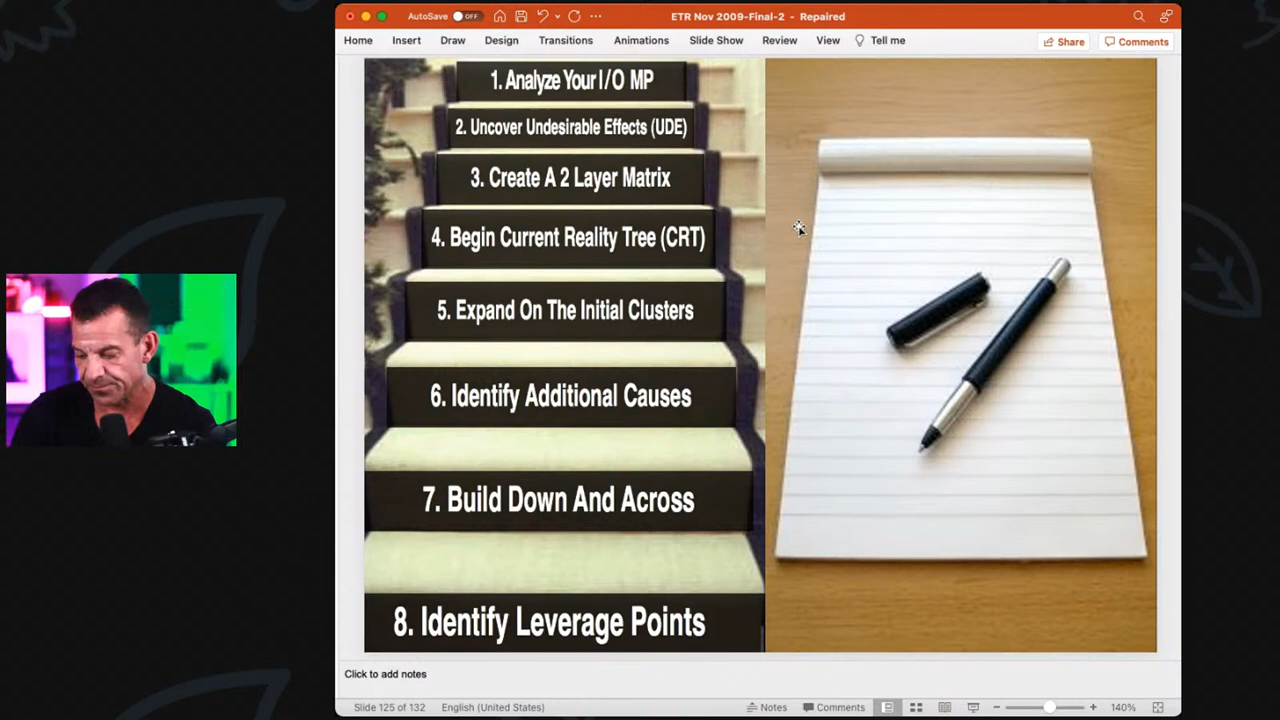 AutoSave OFF
ETR Nov 2009-Final-2 - Repaired
Home Insert Draw Design Transitions Animations Slide Show Review View Tell me Share Comments
1. Analyze Your I/O MP
2. Uncover Undesirable Effects (UDE)
3. Create A 2 Layer Matrix
4. Begin Current Reality Tree (CRT)
5. Expand On The Initial Clusters
6. Identify Additional Causes
7. Build Down And Across
8. Identify Leverage Points
Click to add notes
Slide 125 of 132 English (United States) Notes Comments 140%